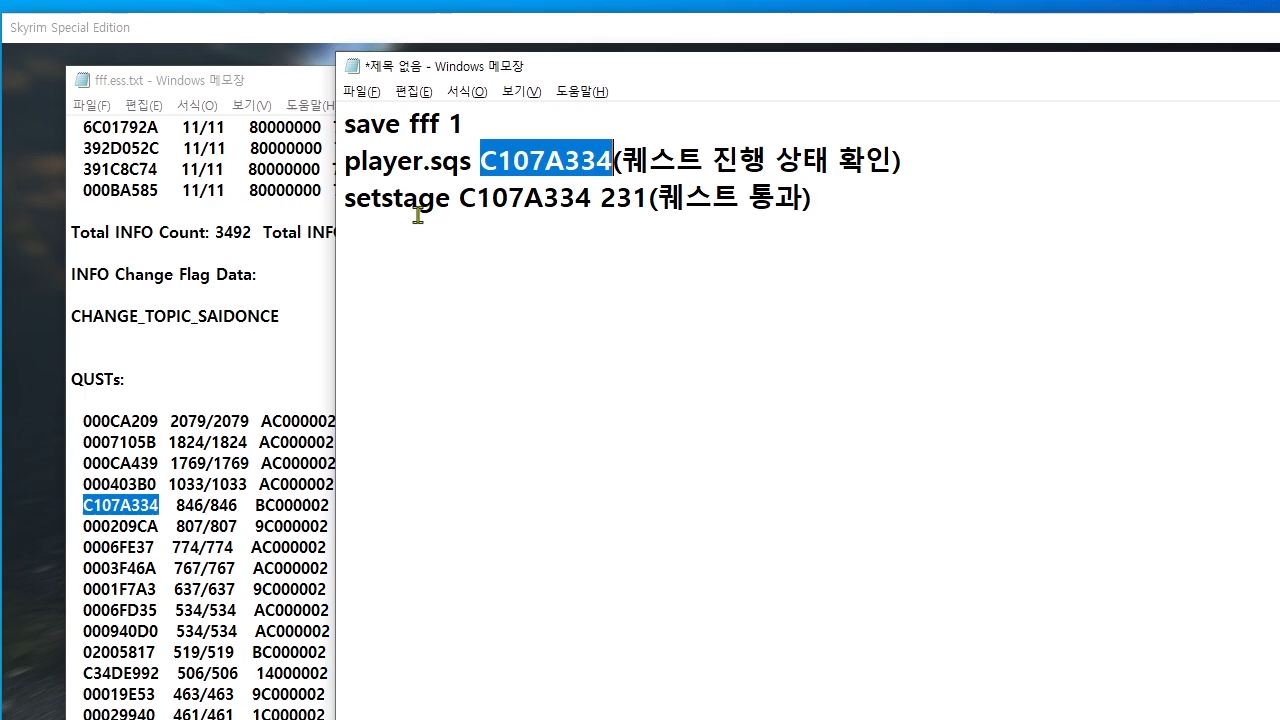 Skyrim Special Edition
fff.ess.txt - Windows 메모장
파일(F) 편집(E) 서식(O) 보기(V) 도움말(H
6C01792A 11/11 80000000
392D052C 11/11 80000000
391C8C74 11/11 80000000
000BA585 11/11 80000000
Total INFO Count: 3492 Total INF
INFO Change Flag Data:
CHANGE_TOPIC_SAIDONCE
QUSTs:
000CA209 2079/2079 AC000002
0007105B 1824/1824 AC000002
000CA439 1769/1769 AC000002
000403B0 1033/1033 AC000002
C107A334 846/846 BC000002
000209CA 807/807 9C000002
0006FE37 774/774 AC000002
0003F46A 767/767 AC000002
0001F7A3 637/637 9C000002
0006FD35 534/534 AC000002
000940D0 534/534 AC000002
02005817 519/519 BC000002
C34DE992 506/506 14000002
00019E53 463/463 9C000002
00029940 461/461 1C000002
*제목 없음 - Windows 메모장
파일(F) 편집(E) 서식(O) 보기(V) 도움말(H)
save fff 1
player.sqs C107A334(퀘스트 진행 상태 확인)
setstage C107A334 231(퀘스트 통과)